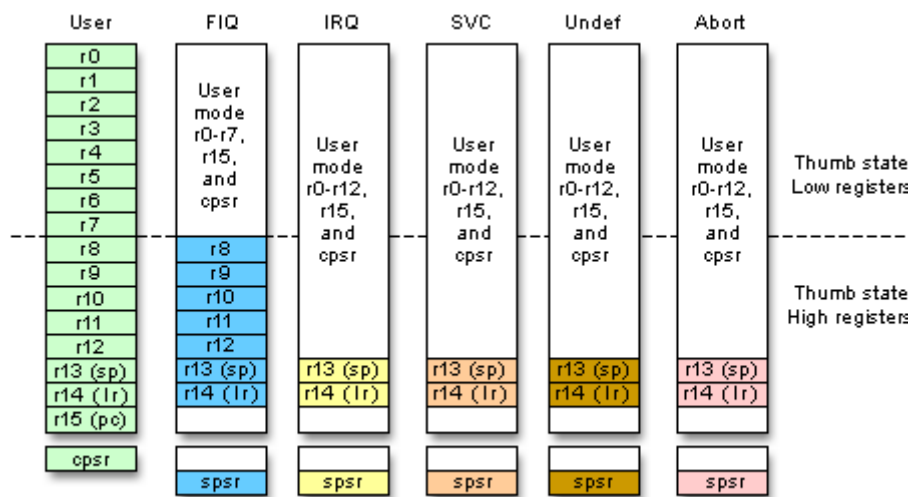 User
FIQ
IRQ
SVC
Undef
Abort
r0
r1
r2
r3
r4
r5
r6
r7
r8
r9
r10
r11
r12
r13 (sp)
r14 (lr)
r15 (pc)
cpsr
User
mode
r0-r7,
r15,
and
cpsr
r8
r9
r10
r11
r12
r13 (sp)
r14 (lr)
spsr
User
mode
r0-r12,
r15,
and
cpsr
r13 (sp)
r14 (lr)
spsr
User
mode
r0-r12,
r15,
and
cpsr
r13 (sp)
r14 (lr)
spsr
User
mode
r0-r12,
r15,
and
cpsr
r13 (sp)
r14 (lr)
spsr
User
mode
r0-r12,
r15,
and
cpsr
r13 (sp)
r14 (lr)
spsr
Thumb state
Low registers
Thumb state
High registers